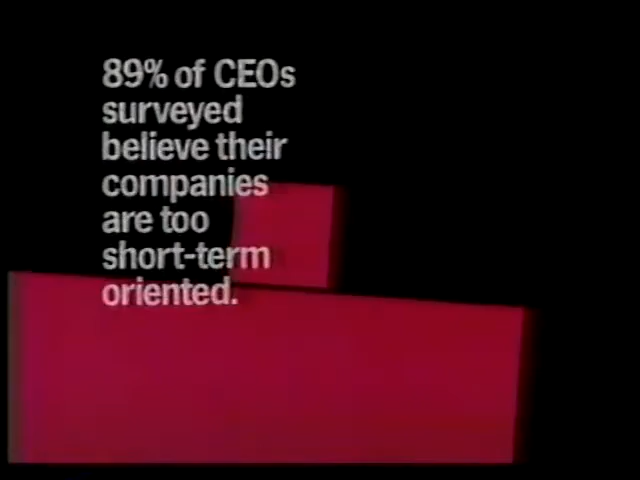 89% of CEOs
surveyed
believe their
companies
are too
short-term
oriented.